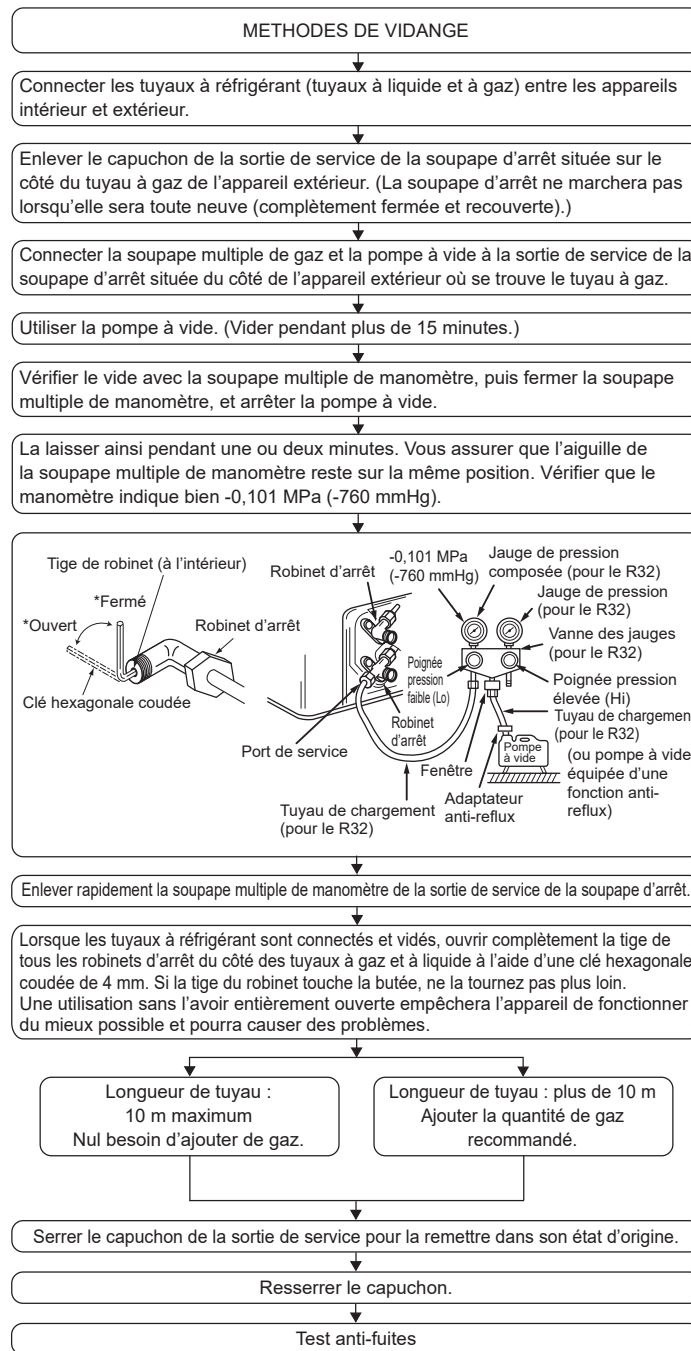 METHODES DE VIDANGE
Connecter les tuyaux à réfrigérant (tuyaux à liquide et à gaz) entre les appareils
intérieur et extérieur.
Enlever le capuchon de la sortie de service de la soupape d’arrêt située sur le
côté du tuyau à gaz de l’appareil extérieur. (La soupape d’arrêt ne marchera pas
lorsqu’elle sera toute neuve (complètement fermée et recouverte).)
Connecter la soupape multiple de gaz et la pompe à vide à la sortie de service de la
soupape d’arrêt située du côté de l’appareil extérieur où se trouve le tuyau à gaz.
Utiliser la pompe à vide. (Vider pendant plus de 15 minutes.)
Vérifier le vide avec la soupape multiple de manomètre, puis fermer la soupape
multiple de manomètre, et arrêter la pompe à vide.
La laisser ainsi pendant une ou deux minutes. Vous assurer que l’aiguille de
la soupape multiple de manomètre reste sur la même position. Vérifier que le
manomètre indique bien -0,101 MPa (-760 mmHg).
Tige de robinet (à l’intérieur)
*Fermé
*Ouvert
Robinet d’arrêt
Clé hexagonale coudée
Robinet d’arrêt
-0,101 MPa
(-760 mmHg)
Jauge de pression
composée (pour le R32)
Jauge de pression
(pour le R32)
Vanne des jauges
(pour le R32)
Poignée
pression
faible (Lo)
Poignée pression
élevée (Hi)
Robinet
d’arrêt
Port de service
Tuyau de chargement
(pour le R32)
Pompe
à vide
Fenêtre
(ou pompe à vide
équipée d’une
fonction anti-
reflux)
Adaptateur
anti-reflux
Tuyau de chargement
(pour le R32)
Enlever rapidement la soupape multiple de manomètre de la sortie de service de la soupape d’arrêt.
Lorsque les tuyaux à réfrigérant sont connectés et vidés, ouvrir complètement la tige de
tous les robinets d’arrêt du côté des tuyaux à gaz et à liquide à l’aide d’une clé hexagonale
coudée de 4 mm. Si la tige du robinet touche la butée, ne la tournez pas plus loin.
Une utilisation sans l’avoir entièrement ouverte empêchera l’appareil de fonctionner
du mieux possible et pourra causer des problèmes.
Longueur de tuyau :
10 m maximum
Nul besoin d’ajouter de gaz.
Longueur de tuyau : plus de 10 m
Ajouter la quantité de gaz
recommandé.
Serrer le capuchon de la sortie de service pour la remettre dans son état d’origine.
Resserrer le capuchon.
Test anti-fuites